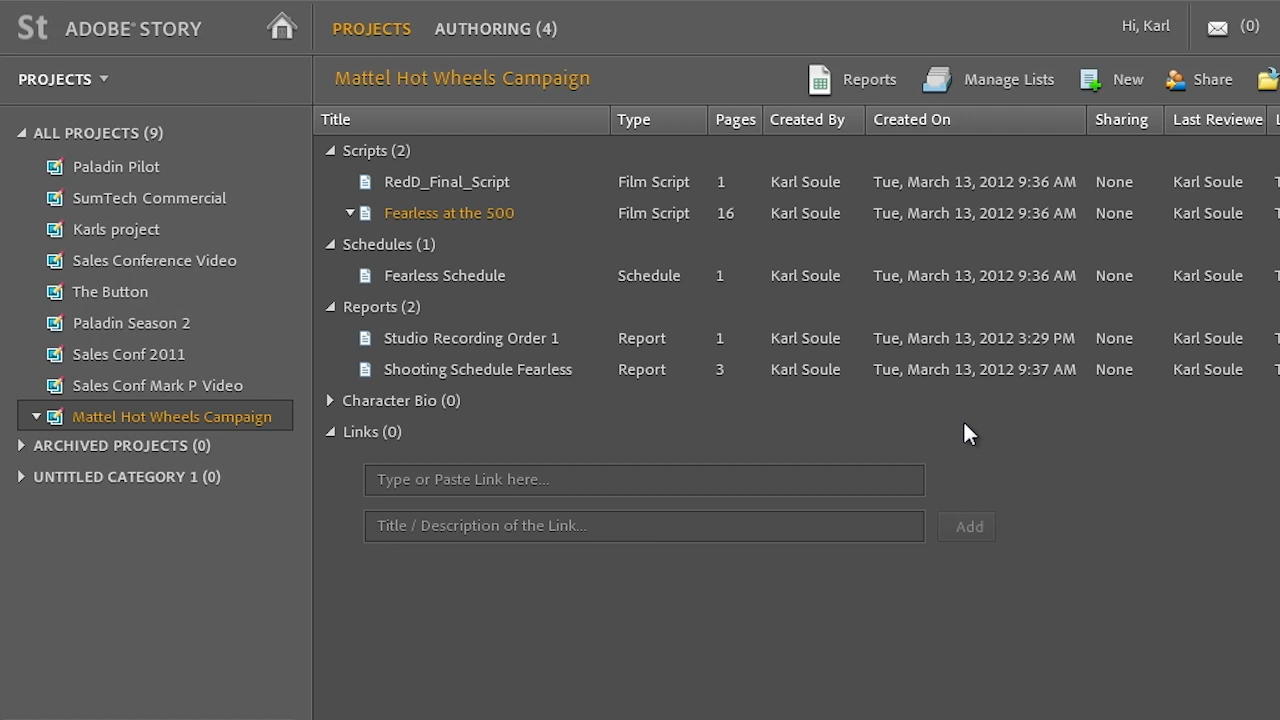 St ADOBE® STORY PROJECTS AUTHORING (4) Hi, Karl (0)
PROJECTS Mattel Hot Wheels Campaign Reports Manage Lists New Share
Title Type Pages Created By Created On Sharing Last Reviewe
ALL PROJECTS (9)
Paladin Pilot
SumTech Commercial
Karls project
Sales Conference Video
The Button
Paladin Season 2
Sales Conf 2011
Sales Conf Mark P Video
Mattel Hot Wheels Campaign
ARCHIVED PROJECTS (0)
UNTITLED CATEGORY 1 (0)
Scripts (2)
RedD_Final_Script Film Script 1 Karl Soule Tue, March 13, 2012 9:36 AM None Karl Soule
Fearless at the 500 Film Script 16 Karl Soule Tue, March 13, 2012 9:36 AM None Karl Soule
Schedules (1)
Fearless Schedule Schedule 1 Karl Soule Tue, March 13, 2012 9:36 AM None Karl Soule
Reports (2)
Studio Recording Order 1 Report 1 Karl Soule Tue, March 13, 2012 3:29 PM None Karl Soule
Shooting Schedule Fearless Report 3 Karl Soule Tue, March 13, 2012 9:37 AM None Karl Soule
Character Bio (0)
Links (0)
Type or Paste Link here...
Title / Description of the Link... Add